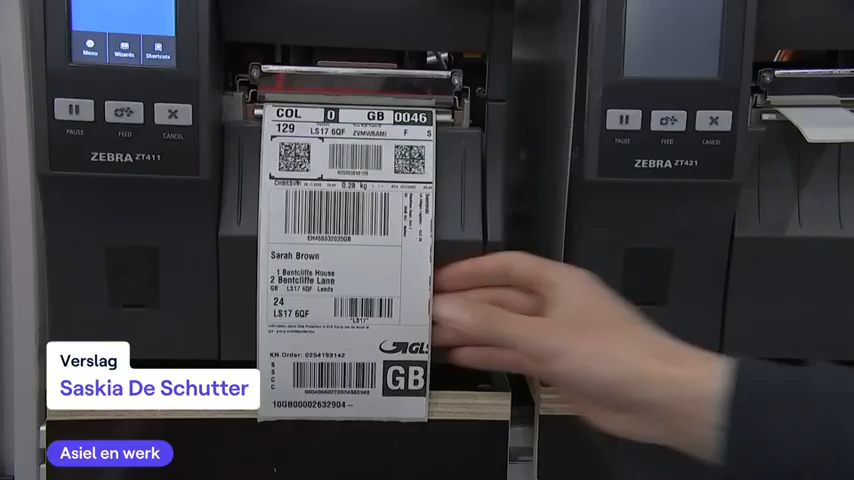 Menu
Wizards
Shortcuts
PAUSE
FEED
CANCEL
ZEBRA ZT411
PAUSE
FEED
CANCEL
ZEBRA ZT421
COL 0 GB 0046
129 LS17 6QF F S
0.28 kg
Sarah Brown
1 Bentcliffe House
2 Bentcliffe Lane
GB LS17 6QF Leeds
24
LS17 6QF
"LS17"
GLS
KN Order: 0254193142
S
S
C
C
GB
10GB00002632904-
Verslag
Saskia De Schutter
Asiel en werk